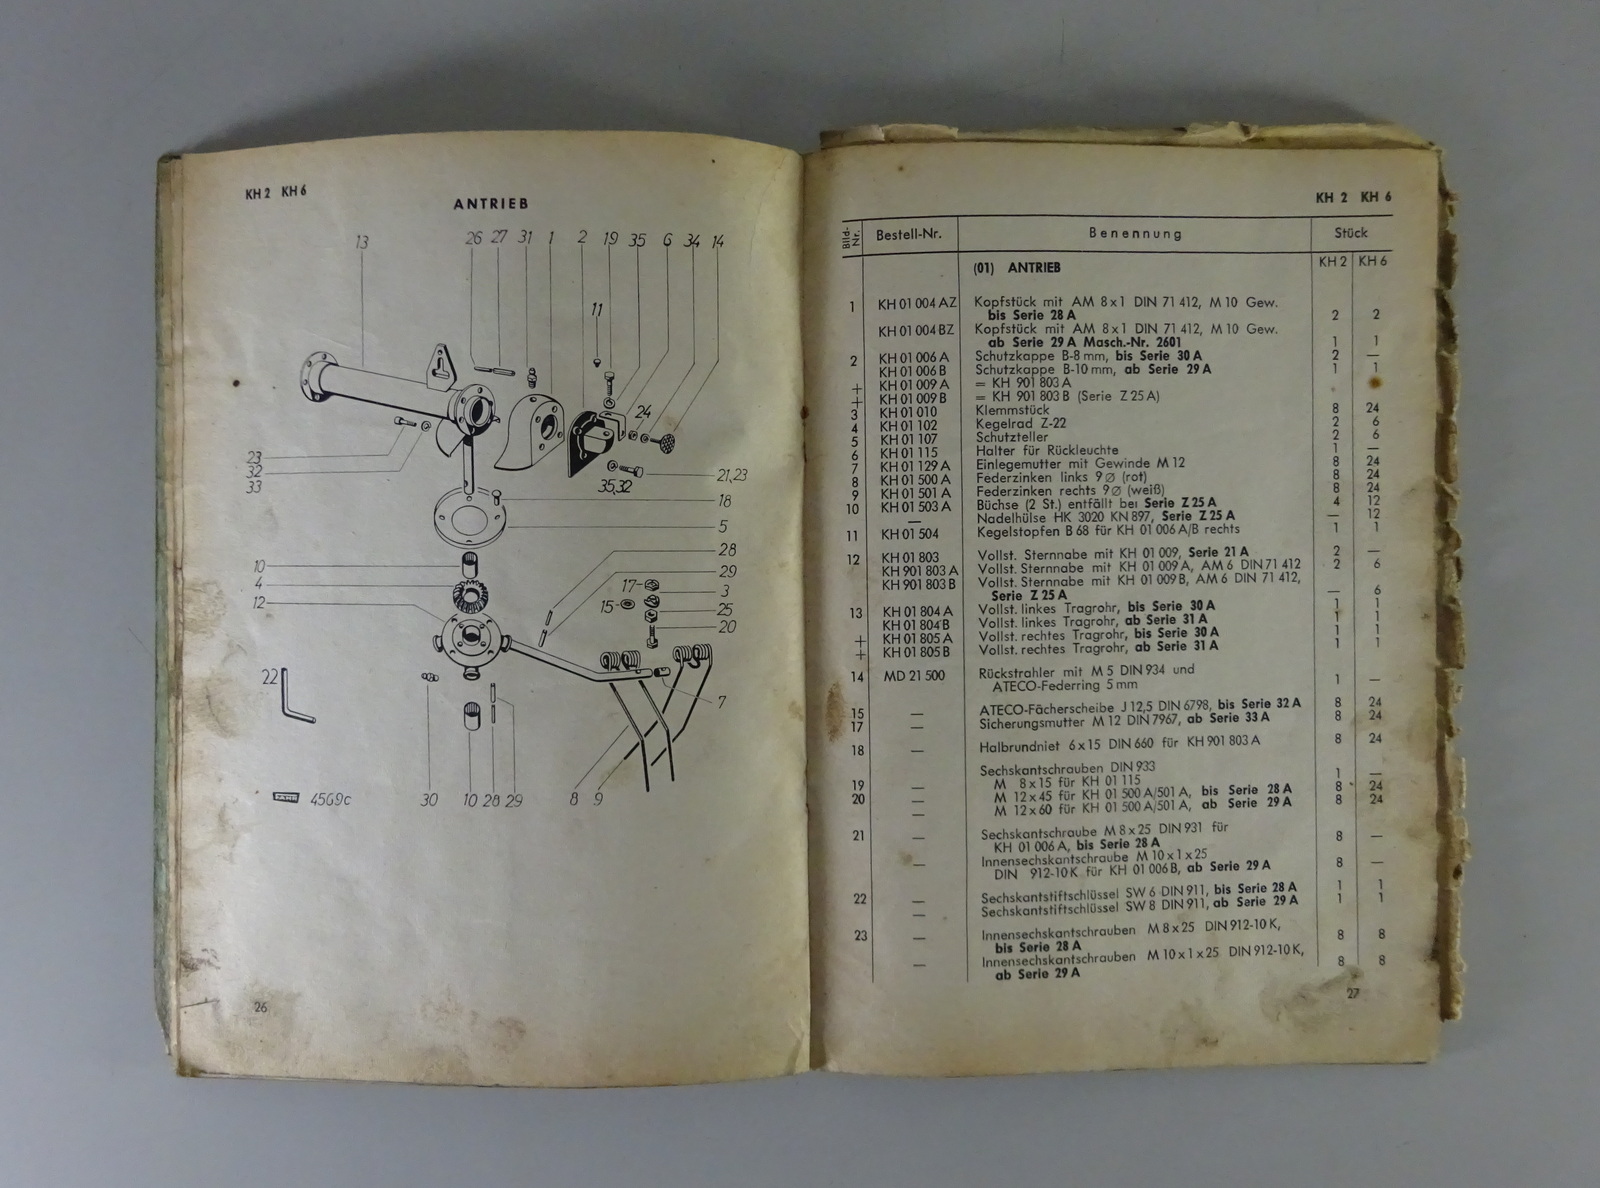 KH 2 KH 6
ANTRIEB
13
26 27 31 1 2 19 35 6 34 14
11
24
23
32
33
35,32
21,23
18
5
10
4
12
28
29
17
3
15
25
20
22
7
30 10 28 29 8 9
4569c
26
KH 2 KH 6
Bild-Nr. Bestell-Nr. Benennung Stück
(01) ANTRIEB KH 2 KH 6
1 KH 01 004 AZ Kopfstück mit AM 8 x 1 DIN 71 412, M 10 Gew.
bis Serie 28 A 2 2
KH 01 004 BZ Kopfstück mit AM 8 x 1 DIN 71 412, M 10 Gew.
ab Serie 29 A Masch.-Nr. 2601 1 1
2 KH 01 006 A Schutzkappe B-8 mm, bis Serie 30 A 2 —
KH 01 006 B Schutzkappe B-10 mm, ab Serie 29 A 1 1
+ KH 01 009 A = KH 901 803 A
+ KH 01 009 B = KH 901 803 B (Serie Z 25 A)
3 KH 01 010 Klemmstück 8 24
4 KH 01 102 Kegelrad Z-22 2 6
5 KH 01 107 Schutzteller 2 6
6 KH 01 115 Halter für Rückleuchte 1 —
7 KH 01 129 A Einlegemutter mit Gewinde M 12 8 24
8 KH 01 500 A Federzinken links 9 Ø (rot) 8 24
9 KH 01 501 A Federzinken rechts 9 Ø (weiß) 8 24
10 KH 01 503 A Büchse (2 St.) entfällt bei Serie Z 25 A 4 12
— Nadelhülse HK 3020 KN 897, Serie Z 25 A — 12
11 KH 01 504 Kegelstopfen B 68 für KH 01 006 A/B rechts 1 1
12 KH 01 803 Vollst. Sternnabe mit KH 01 009, Serie 21 A 2 —
KH 901 803 A Vollst. Sternnabe mit KH 01 009 A, AM 6 DIN 71 412 2 6
KH 901 803 B Vollst. Sternnabe mit KH 01 009 B, AM 6 DIN 71 412,
Serie Z 25 A — 6
13 KH 01 804 A Vollst. linkes Tragrohr, bis Serie 30 A 1 1
KH 01 804 B Vollst. linkes Tragrohr, ab Serie 31 A 1 1
+ KH 01 805 A Vollst. rechtes Tragrohr, bis Serie 30 A 1 1
+ KH 01 805 B Vollst. rechtes Tragrohr, ab Serie 31 A 1 1
14 MD 21 500 Rückstrahler mit M 5 DIN 934 und
ATECO-Federring 5 mm 1 —
15 — ATECO-Fächerscheibe J 12,5 DIN 6798, bis Serie 32 A 8 24
17 — Sicherungsmutter M 12 DIN 7967, ab Serie 33 A 8 24
18 — Halbrundniet 6 x 15 DIN 660 für KH 901 803 A 8 24
Sechskantschrauben DIN 933
19 — M 8 x 15 für KH 01 115 1 —
20 — M 12 x 45 für KH 01 500 A/501 A, bis Serie 28 A 8 24
— M 12 x 60 für KH 01 500 A/501 A, ab Serie 29 A 8 24
21 — Sechskantschraube M 8 x 25 DIN 931 für
KH 01 006 A, bis Serie 28 A 8 —
— Innensechskantschraube M 10 x 1 x 25
DIN 912-10 K für KH 01 006 B, ab Serie 29 A 8 —
22 — Sechskantstiftschlüssel SW 6 DIN 911, bis Serie 28 A 1 1
— Sechskantstiftschlüssel SW 8 DIN 911, ab Serie 29 A 1 1
23 — Innensechskantschrauben M 8 x 25 DIN 912-10 K,
bis Serie 28 A 8 8
— Innensechskantschrauben M 10 x 1 x 25 DIN 912-10 K,
ab Serie 29 A 8 8
27